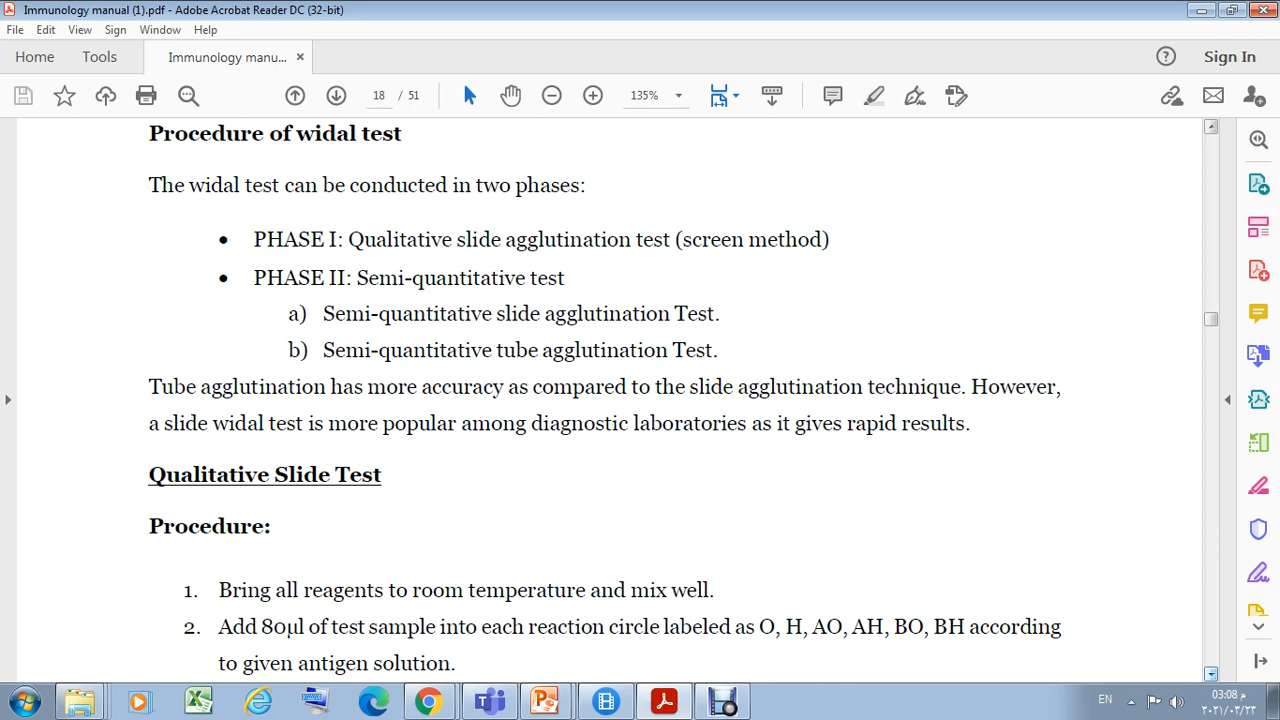 Immunology manual (1).pdf - Adobe Acrobat Reader DC (32-bit)
File Edit View Sign Window Help
Home Tools Immunology manu... × Sign In
18 / 51 135%
Procedure of widal test
The widal test can be conducted in two phases:
• PHASE I: Qualitative slide agglutination test (screen method)
• PHASE II: Semi-quantitative test
a) Semi-quantitative slide agglutination Test.
b) Semi-quantitative tube agglutination Test.
Tube agglutination has more accuracy as compared to the slide agglutination technique. However,
a slide widal test is more popular among diagnostic laboratories as it gives rapid results.
Qualitative Slide Test
Procedure:
1. Bring all reagents to room temperature and mix well.
2. Add 80µl of test sample into each reaction circle labeled as O, H, AO, AH, BO, BH according
to given antigen solution.
EN
03:08 م
٢٠٢١/٠٣/٢٣